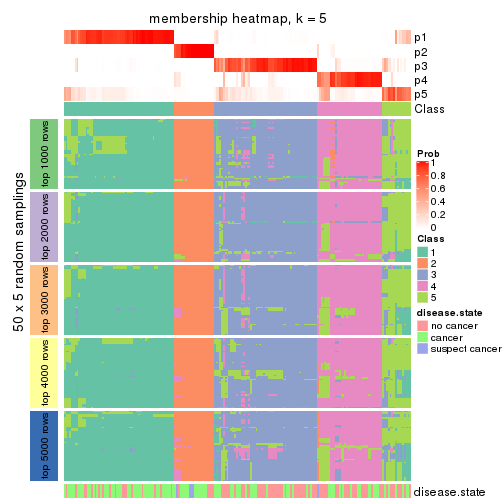 membership heatmap, k = 5
p1
p2
p3
p4
p5
Class
50 x 5 random samplings
top 1000 rows
top 2000 rows
top 3000 rows
top 4000 rows
top 5000 rows
disease.state
Prob
1
0.8
0.6
0.4
0.2
0
Class
1
2
3
4
5
disease.state
no cancer
cancer
suspect cancer